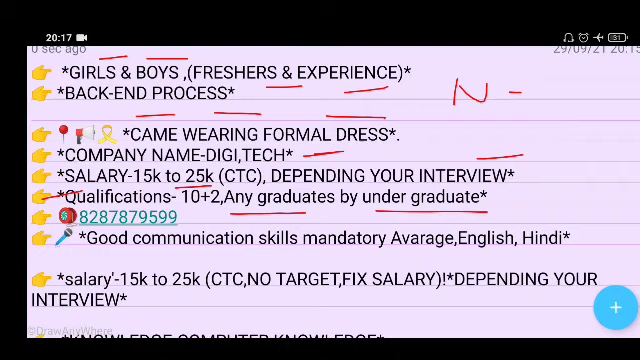 20:17
0 sec ago 29/09/21 20:15
👉 *GIRLS & BOYS ,(FRESHERS & EXPERIENCE)*
👉 *BACK-END PROCESS*
👉📍📢🎗 *CAME WEARING FORMAL DRESS*.
👉 *COMPANY NAME-DIGI,TECH*
👉 *SALARY-15k to 25k (CTC), DEPENDING YOUR INTERVIEW*
👉 *Qualifications- 10+2,Any graduates by under graduate*
👉 ☎ 8287879599
👉🎤 *Good communication skills mandatory Avarage,English, Hindi*
👉 *salary'-15k to 25k (CTC,NO TARGET,FIX SALARY)!*DEPENDING YOUR
INTERVIEW*
DrawAnyWhere
👉 *KNOWLEDGE COMPUTER KNOWLEDGE*
N -